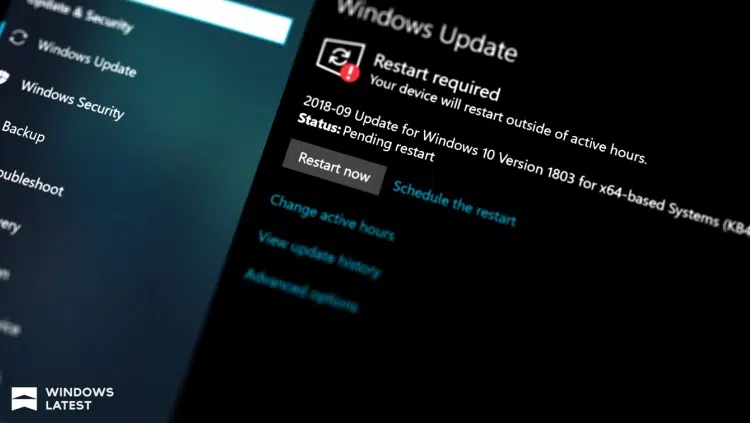 Update & Security
Windows Update
Windows Security
Backup
oubleshoot
ery
Windows Update
Restart required
Your device will restart outside of active hours.
2018-09 Update for Windows 10 Version 1803 for x64-based Systems (KB4
Status: Pending restart
Restart now
Schedule the restart
Change active hours
View update history
Advanced options
WINDOWS
LATEST